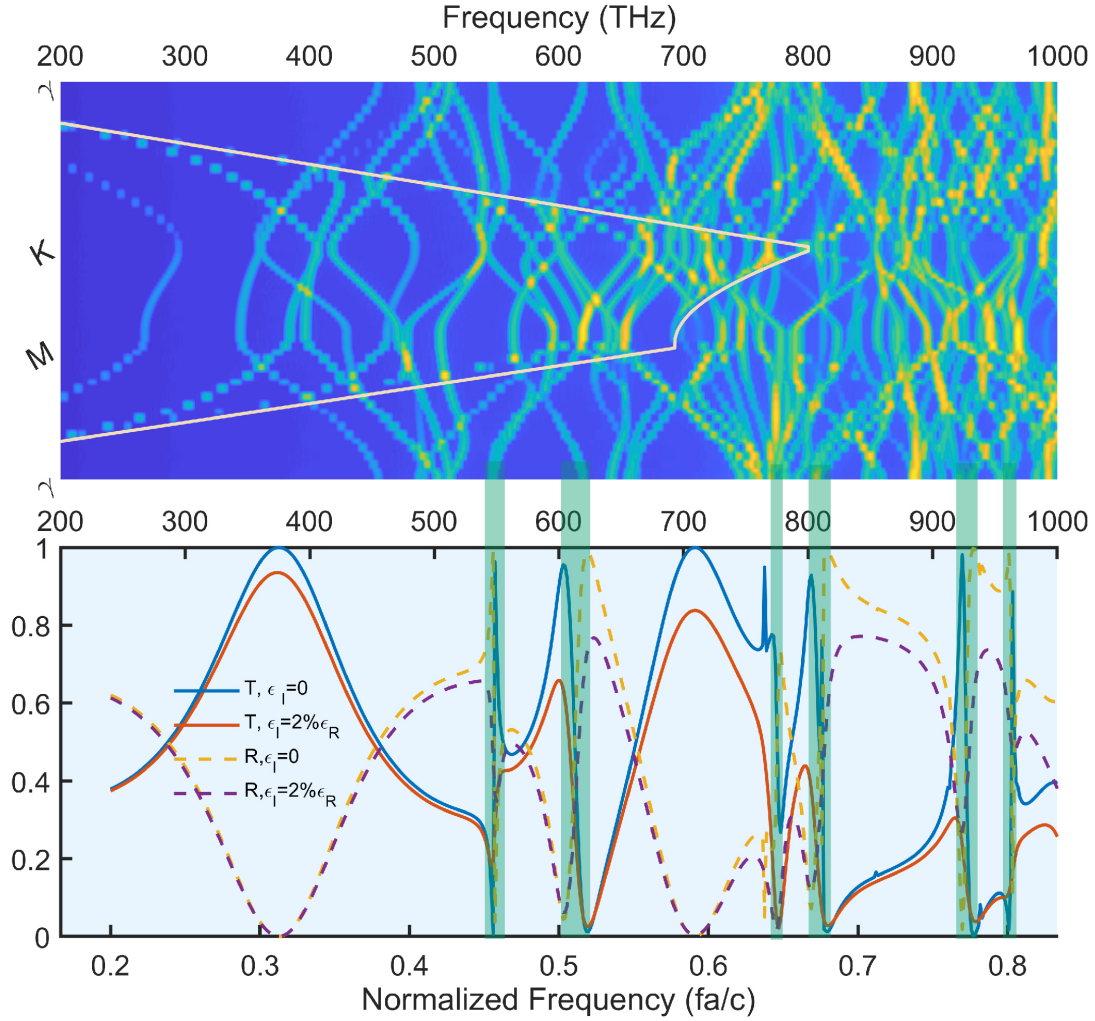 Frequency (THz)
200 300 400 500 600 700 800 900 1000
γ
K
M
γ
200 300 400 500 600 700 800 900 1000
1
0.8
0.6
0.4
0.2
0
T, ϵ_I=0
T, ϵ_I=2%ϵ_R
R,ϵ_I=0
R,ϵ_I=2%ϵ_R
0.2 0.3 0.4 0.5 0.6 0.7 0.8
Normalized Frequency (fa/c)